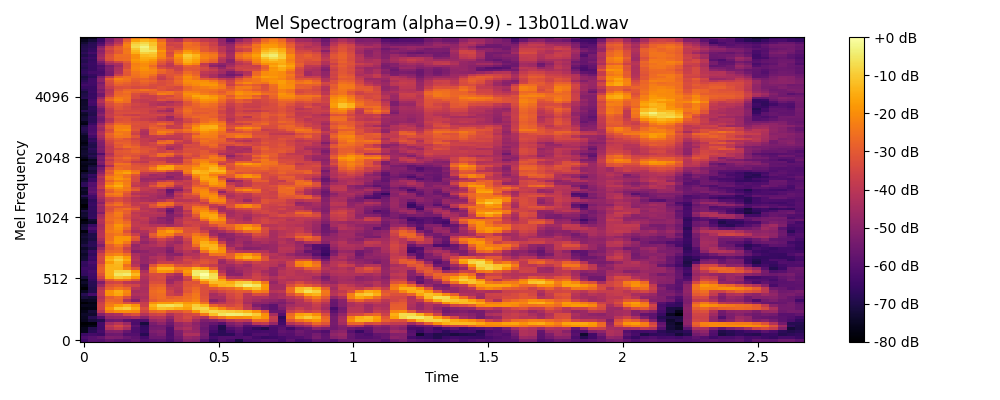 Mel Spectrogram (alpha=0.9) - 13b01Ld.wav
Mel Frequency
4096
2048
1024
512
0
0
0.5
1
1.5
2
2.5
Time
+0 dB
-10 dB
-20 dB
-30 dB
-40 dB
-50 dB
-60 dB
-70 dB
-80 dB